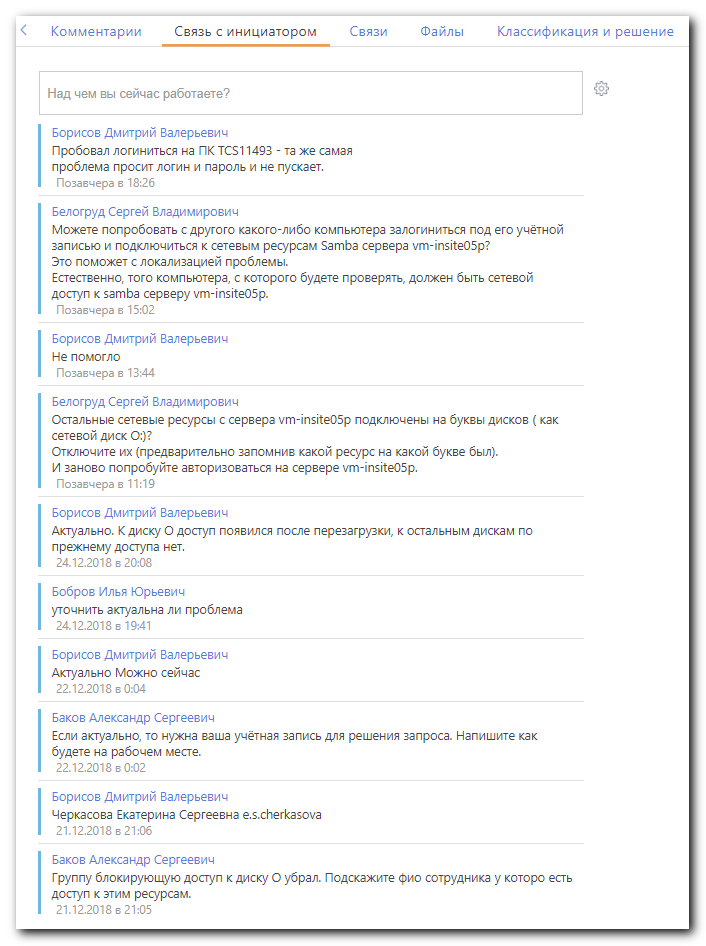 Комментарии Связь с инициатором Связи Файлы Классификация и решение
Над чем вы сейчас работаете?
Борисов Дмитрий Валерьевич
Пробовал логиниться на ПК TCS11493 - та же самая
проблема просит логин и пароль и не пускает.
Позавчера в 18:26
Белогруд Сергей Владимирович
Можете попробовать с другого какого-либо компьютера залогиниться под его учётной
записью и подключиться к сетевым ресурсам Samba сервера vm-insite05p?
Это поможет с локализацией проблемы.
Естественно, того компьютера, с которого будете проверять, должен быть сетевой
доступ к samba серверу vm-insite05p.
Позавчера в 15:02
Борисов Дмитрий Валерьевич
Не помогло
Позавчера в 13:44
Белогруд Сергей Владимирович
Остальные сетевые ресурсы с сервера vm-insite05p подключены на буквы дисков ( как
сетевой диск O:)?
Отключите их (предварительно запомнив какой ресурс на какой букве был).
И заново попробуйте авторизоваться на сервере vm-insite05p.
Позавчера в 11:19
Борисов Дмитрий Валерьевич
Актуально. К диску О доступ появился после перезагрузки, к остальным дискам по
прежнему доступа нет.
24.12.2018 в 20:08
Бобров Илья Юрьевич
уточнить актуальна ли проблема
24.12.2018 в 19:41
Борисов Дмитрий Валерьевич
Актуально Можно сейчас
22.12.2018 в 0:04
Баков Александр Сергеевич
Если актуально, то нужна ваша учётная запись для решения запроса. Напишите как
будете на рабочем месте.
22.12.2018 в 0:02
Борисов Дмитрий Валерьевич
Черкасова Екатерина Сергеевна e.s.cherkasova
21.12.2018 в 21:06
Баков Александр Сергеевич
Группу блокирующую доступ к диску О убрал. Подскажите фио сотрудника у которо есть
доступ к этим ресурсам.
21.12.2018 в 21:05